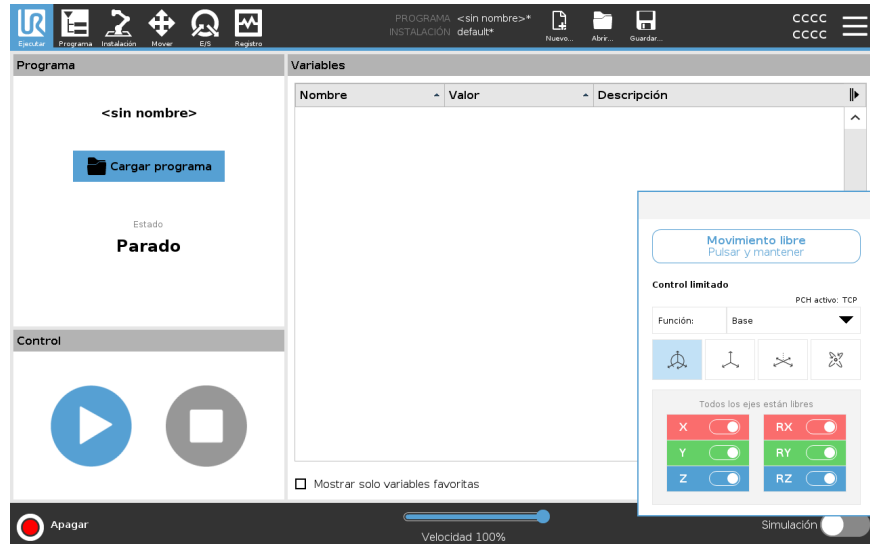 UR
Ejecutar
Programa
Instalación
Mover
E/S
Registro
PROGRAMA <sin nombre>*
INSTALACIÓN default*
Nuevo...
Abrir...
Guardar...
cccc
cccc
Programa
<sin nombre>
Cargar programa
Estado
Parado
Control
Variables
Nombre Valor Descripción
Mostrar solo variables favoritas
Movimiento libre
Pulsar y mantener
Control limitado
PCH activo: TCP
Función: Base
Todos los ejes están libres
X RX
Y RY
Z RZ
Apagar
Velocidad 100%
Simulación